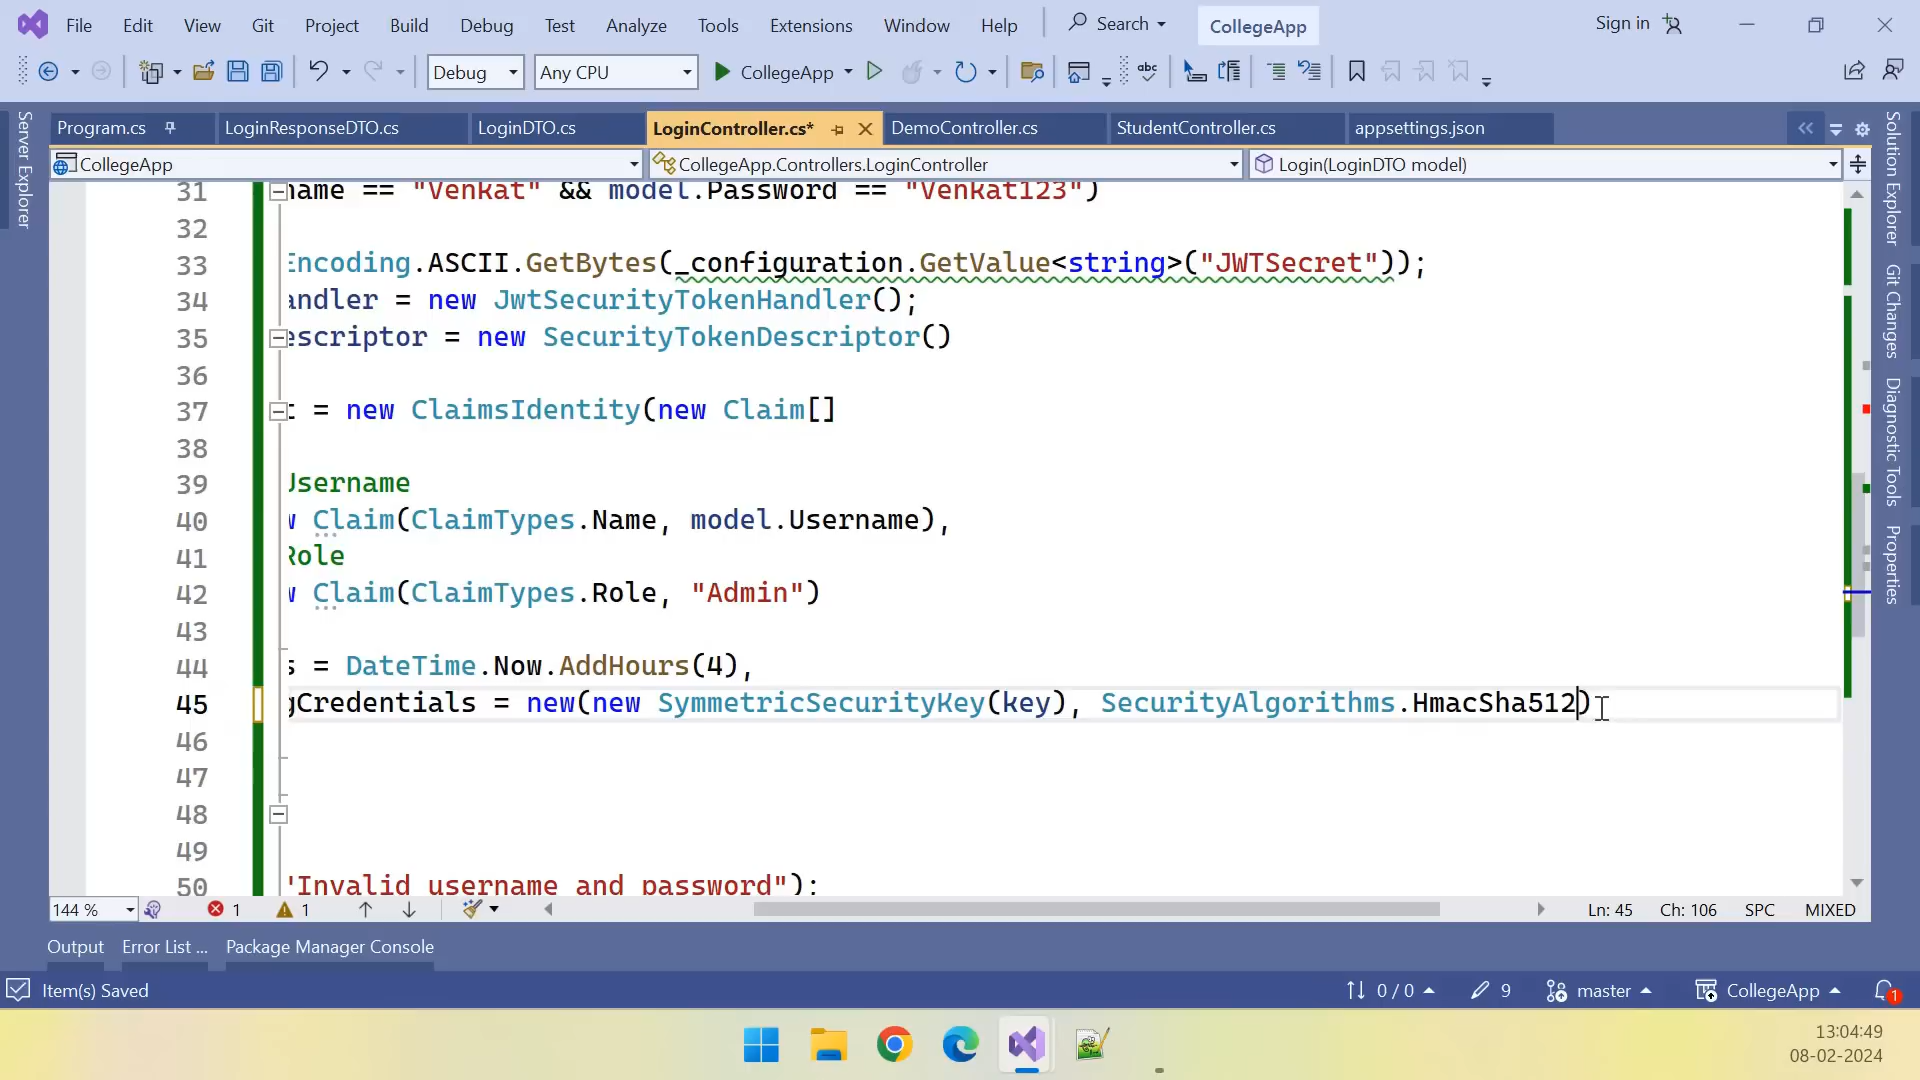 File Edit View Git Project Build Debug Test Analyze Tools Extensions Window Help Search CollegeApp Sign in
Debug Any CPU CollegeApp
Program.cs LoginResponseDTO.cs LoginDTO.cs LoginController.cs* DemoController.cs StudentController.cs appsettings.json
CollegeApp CollegeApp.Controllers.LoginController Login(LoginDTO model)
Server Explorer
Solution Explorer
Git Changes
Diagnostic Tools
Properties
31 name == "Venkat" && model.Password == "Venkat123")
32
33 Encoding.ASCII.GetBytes(_configuration.GetValue<string>("JWTSecret"));
34 andler = new JwtSecurityTokenHandler();
35 escriptor = new SecurityTokenDescriptor()
36
37 t = new ClaimsIdentity(new Claim[]
38
39 Username
40 w Claim(ClaimTypes.Name, model.Username),
41 Role
42 w Claim(ClaimTypes.Role, "Admin")
43
44 s = DateTime.Now.AddHours(4),
45 gCredentials = new(new SymmetricSecurityKey(key), SecurityAlgorithms.HmacSha512)
46
47
48
49
50 "Invalid username and password");
144 % 1 1 Ln: 45 Ch: 106 SPC MIXED
Output Error List ... Package Manager Console
Item(s) Saved 0 / 0 9 master CollegeApp 1
13:04:49
08-02-2024